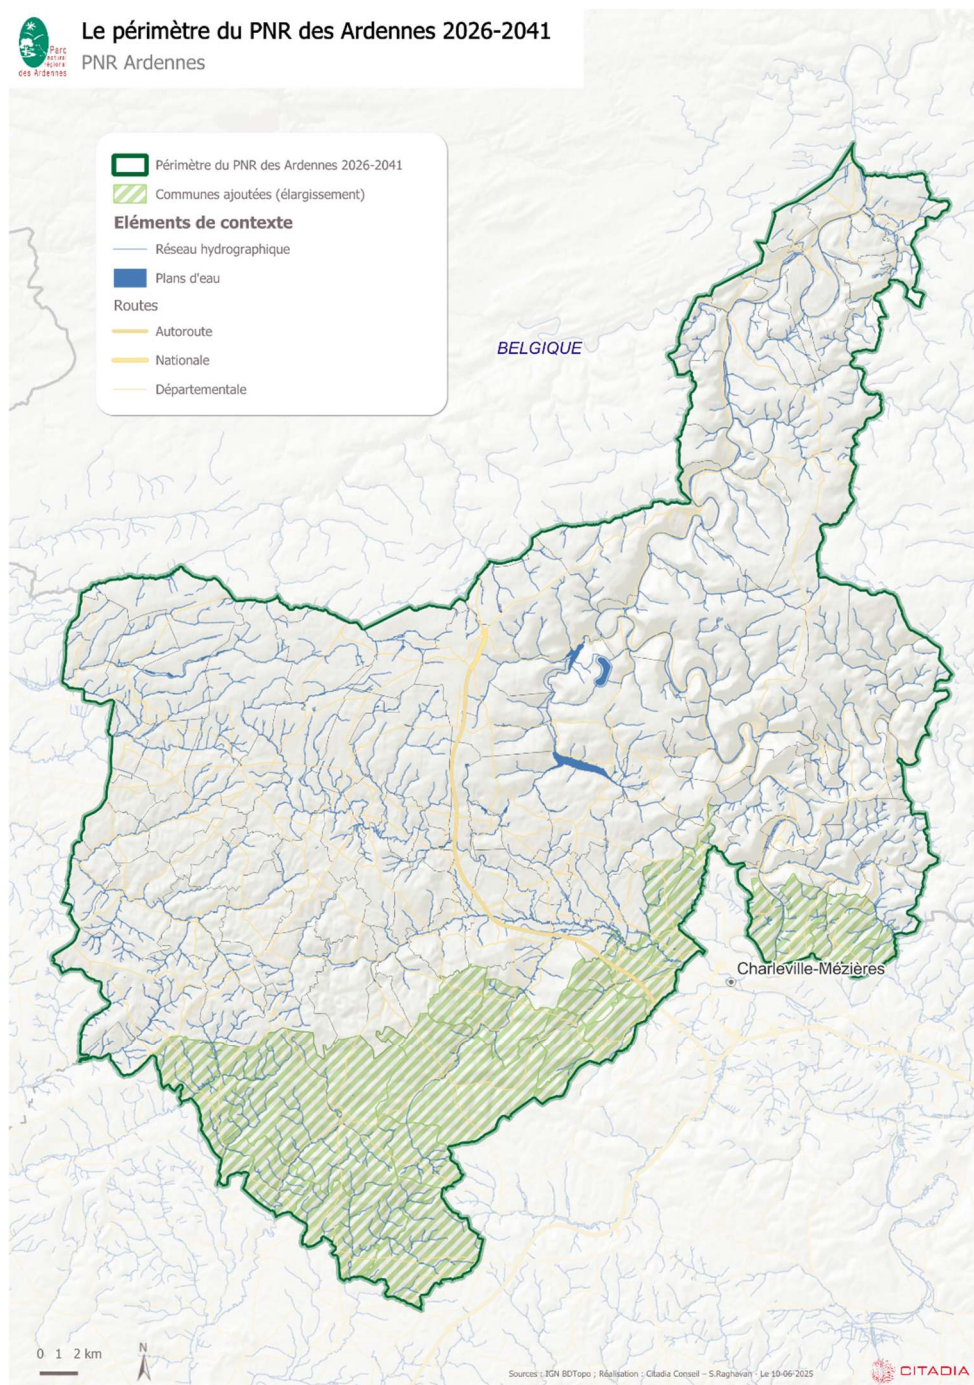 Le périmètre du PNR des Ardennes 2026-2041
PNR Ardennes
Parc
naturel
régional
des Ardennes
Périmètre du PNR des Ardennes 2026-2041
Communes ajoutées (élargissement)
Eléments de contexte
Réseau hydrographique
Plans d'eau
Routes
Autoroute
Nationale
Départementale
BELGIQUE
Charleville-Mézières
0 1 2 km
N
Sources : IGN BDTopo ; Réalisation : Citadia Conseil – S.Raghavan - Le 10-06-2025
CITADIA